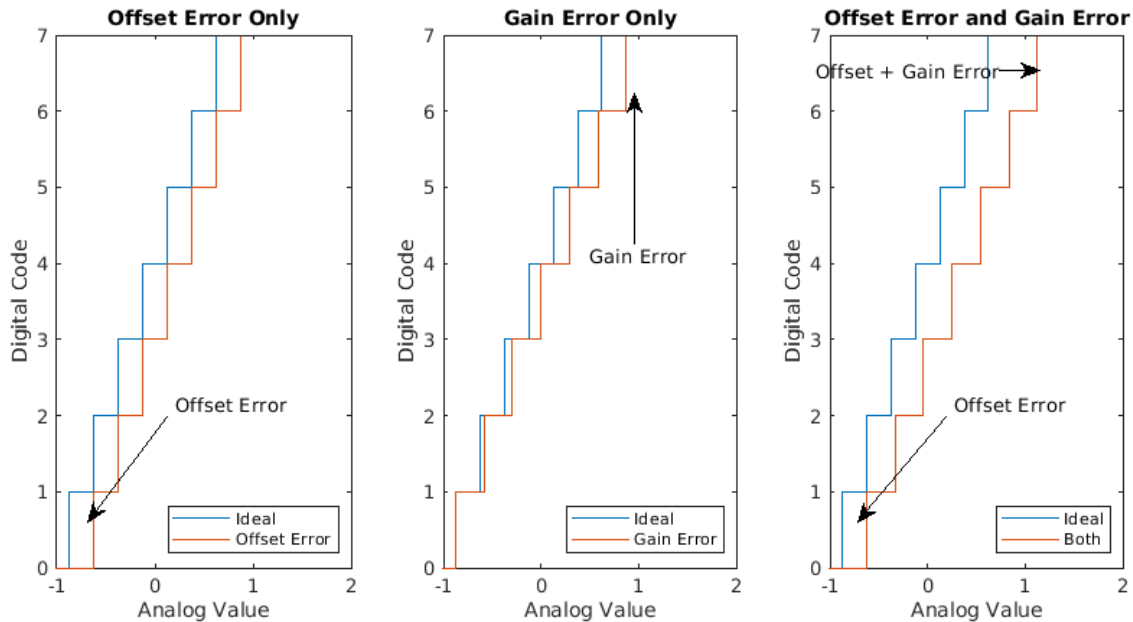 Offset Error Only
7
6
5
4
3
2
1
0
Digital Code
Offset Error
Ideal
Offset Error
-1
0
1
2
Analog Value
Gain Error Only
7
6
5
4
3
2
1
0
Digital Code
Gain Error
Ideal
Gain Error
-1
0
1
2
Analog Value
Offset Error and Gain Error
7
6
5
4
3
2
1
0
Digital Code
Offset + Gain Error
Offset Error
Ideal
Both
-1
0
1
2
Analog Value